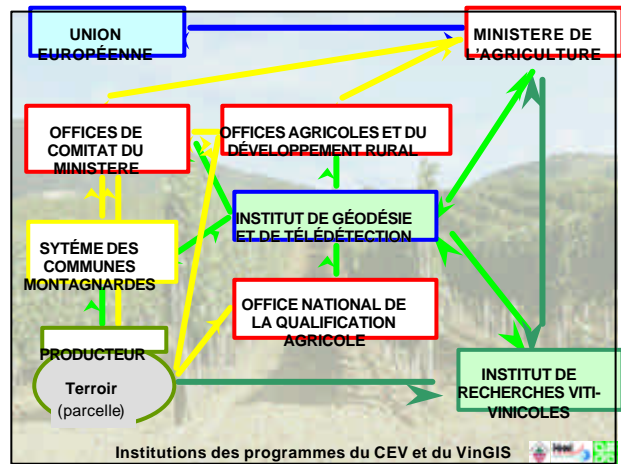 UNION
EUROPÉENNE
MINISTERE DE
L'AGRICULTURE
OFFICES DE
COMITAT DU
MINISTERE
OFFICES AGRICOLES ET DU
DÉVELOPPEMENT RURAL
INSTITUT DE GÉODÉSIE
ET DE TÉLÉDÉTECTION
SYTÉME DES
COMMUNES
MONTAGNARDES
OFFICE NATIONAL DE
LA QUALIFICATION
AGRICOLE
PRODUCTEUR
Terroir
(parcelle)
INSTITUT DE
RECHERCHES VITI-
VINICOLES
Institutions des programmes du CEV et du VinGIS